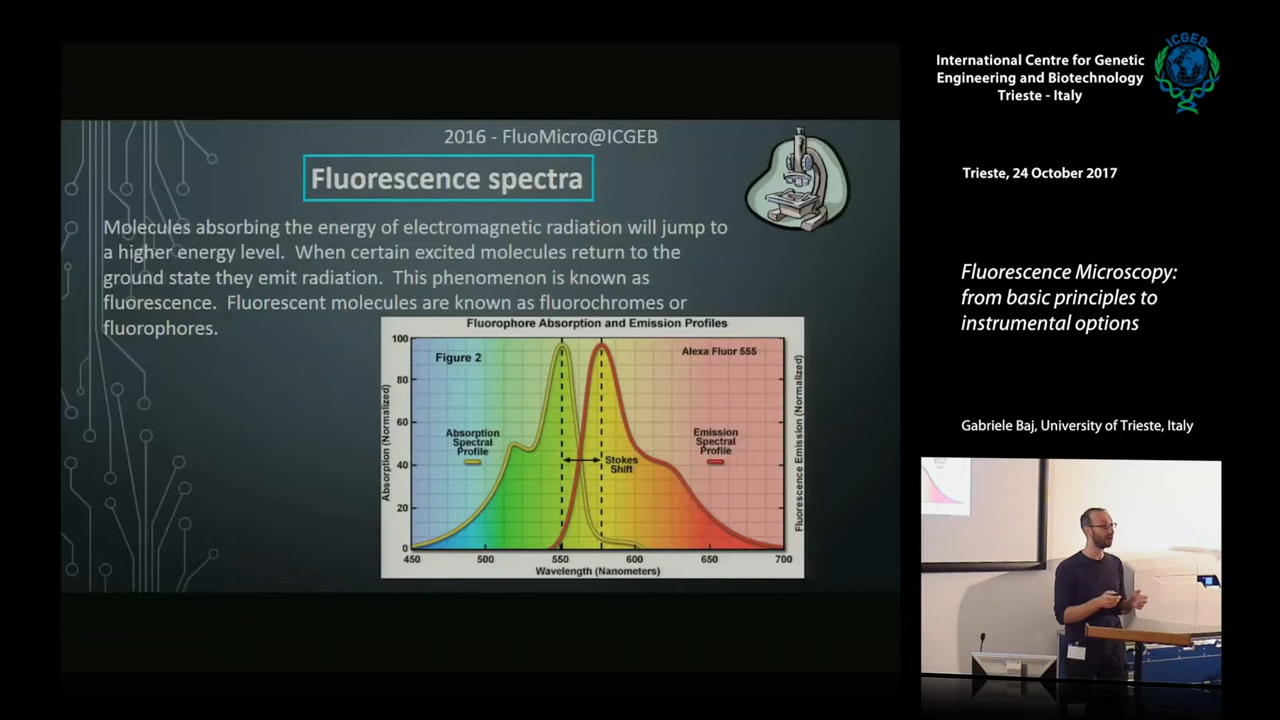 2016 - FluoMicro@ICGEB
Fluorescence spectra
Molecules absorbing the energy of electromagnetic radiation will jump to
a higher energy level. When certain excited molecules return to the
ground state they emit radiation. This phenomenon is known as
fluorescence. Fluorescent molecules are known as fluorochromes or
fluorophores.
Fluorophore Absorption and Emission Profiles
Figure 2
Alexa Fluor 555
Absorption
Spectral
Profile
Emission
Spectral
Profile
Stokes
Shift
Absorption (Normalized)
Fluorescence Emission (Normalized)
100
80
60
40
20
0
450 500 550 600 650 700
Wavelength (Nanometers)
International Centre for Genetic
Engineering and Biotechnology
Trieste - Italy
ICGEB
Trieste, 24 October 2017
Fluorescence Microscopy:
from basic principles to
instrumental options
Gabriele Baj, University of Trieste, Italy